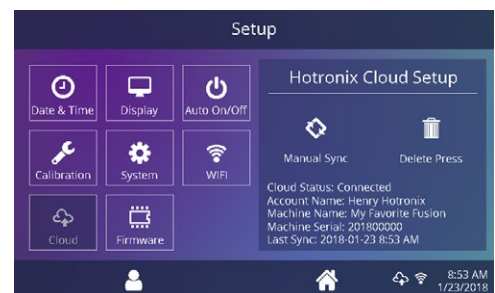 Setup
Date & Time
Display
Auto On/Off
Calibration
System
WIFI
Cloud
Firmware
Hotronix Cloud Setup
Manual Sync
Delete Press
Cloud Status: Connected
Account Name: Henry Hotronix
Machine Name: My Favorite Fusion
Machine Serial: 201800000
Last Sync: 2018-01-23 8:53 AM
8:53 AM
1/23/2018